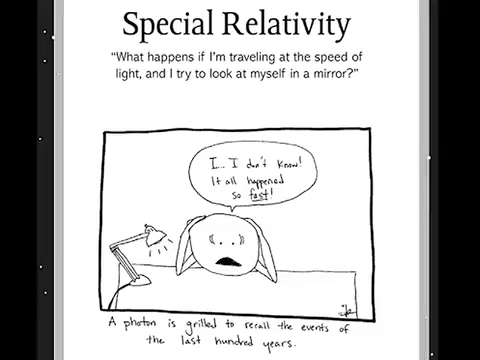 Special Relativity
“What happens if I’m traveling at the speed of
light, and I try to look at myself in a mirror?”
I... I don't know!
It all happened
so fast!
A photon is grilled to recall the events of
the last hundred years.